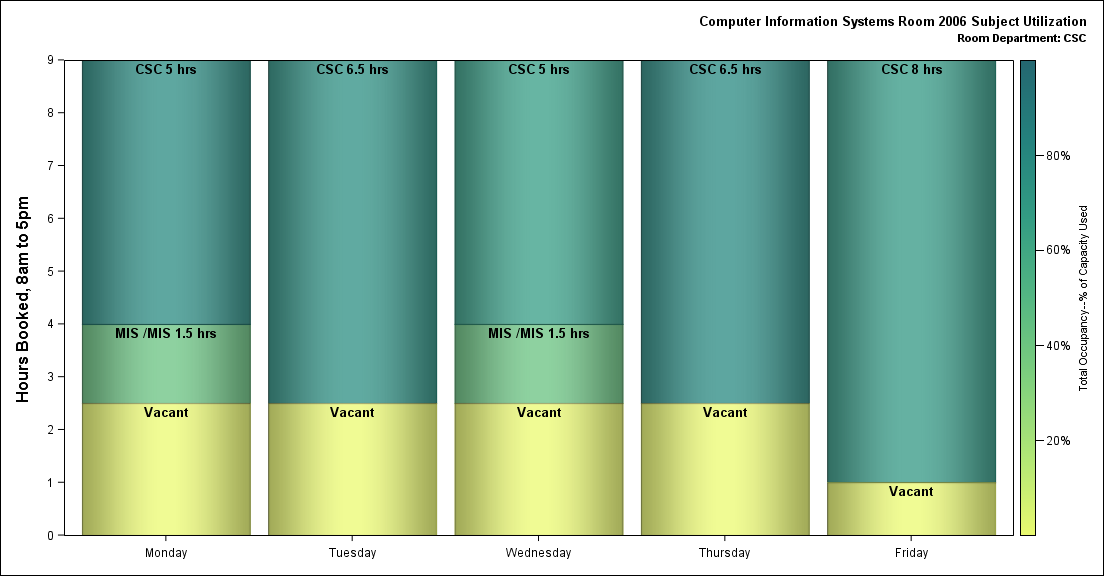 Computer Information Systems Room 2006 Subject Utilization
Room Department: CSC
Hours Booked, 8am to 5pm
9
8
7
6
5
4
3
2
1
0
CSC 5 hrs
MIS /MIS 1.5 hrs
Vacant
CSC 6.5 hrs
Vacant
CSC 5 hrs
MIS /MIS 1.5 hrs
Vacant
CSC 6.5 hrs
Vacant
CSC 8 hrs
Vacant
Monday
Tuesday
Wednesday
Thursday
Friday
80%
60%
40%
20%
Total Occupancy--% of Capacity Used